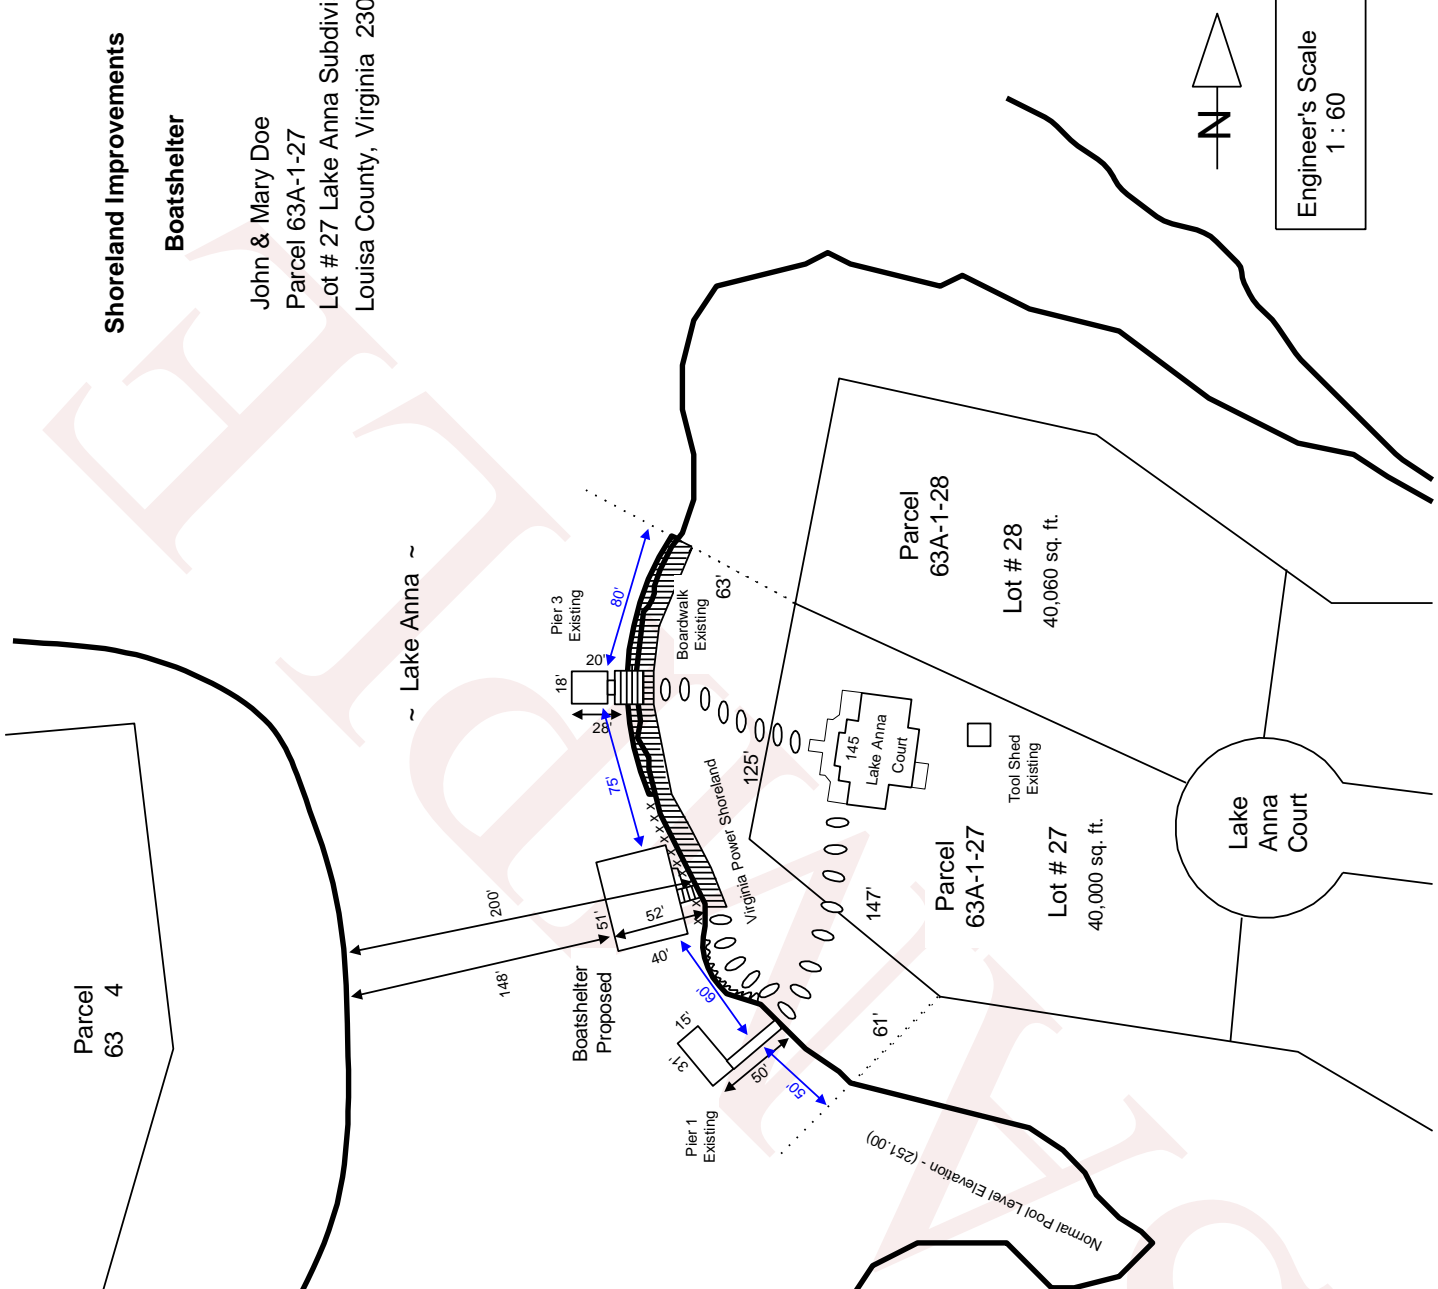 Shoreland Improvements
Boatshelter
John & Mary Doe
Parcel 63A-1-27
Lot # 27 Lake Anna Subdivi
Louisa County, Virginia 230
N
Engineer's Scale
1 : 60
~ Lake Anna ~
Parcel
63 4
200'
148'
Boatshelter
Proposed
51'
52'
40'
60'
75'
80'
Pier 3
Existing
18'
20'
28'
Boardwalk
Existing
63'
125'
Virginia Power Shoreland
x x x x x x x x
Pier 1
Existing
31'
15'
50'
50'
61'
147'
Normal Pool Level Elevation - (251.00)
145
Lake Anna
Court
Tool Shed
Existing
Parcel
63A-1-28
Lot # 28
40,060 sq. ft.
Parcel
63A-1-27
Lot # 27
40,000 sq. ft.
Lake
Anna
Court
SAMPLE